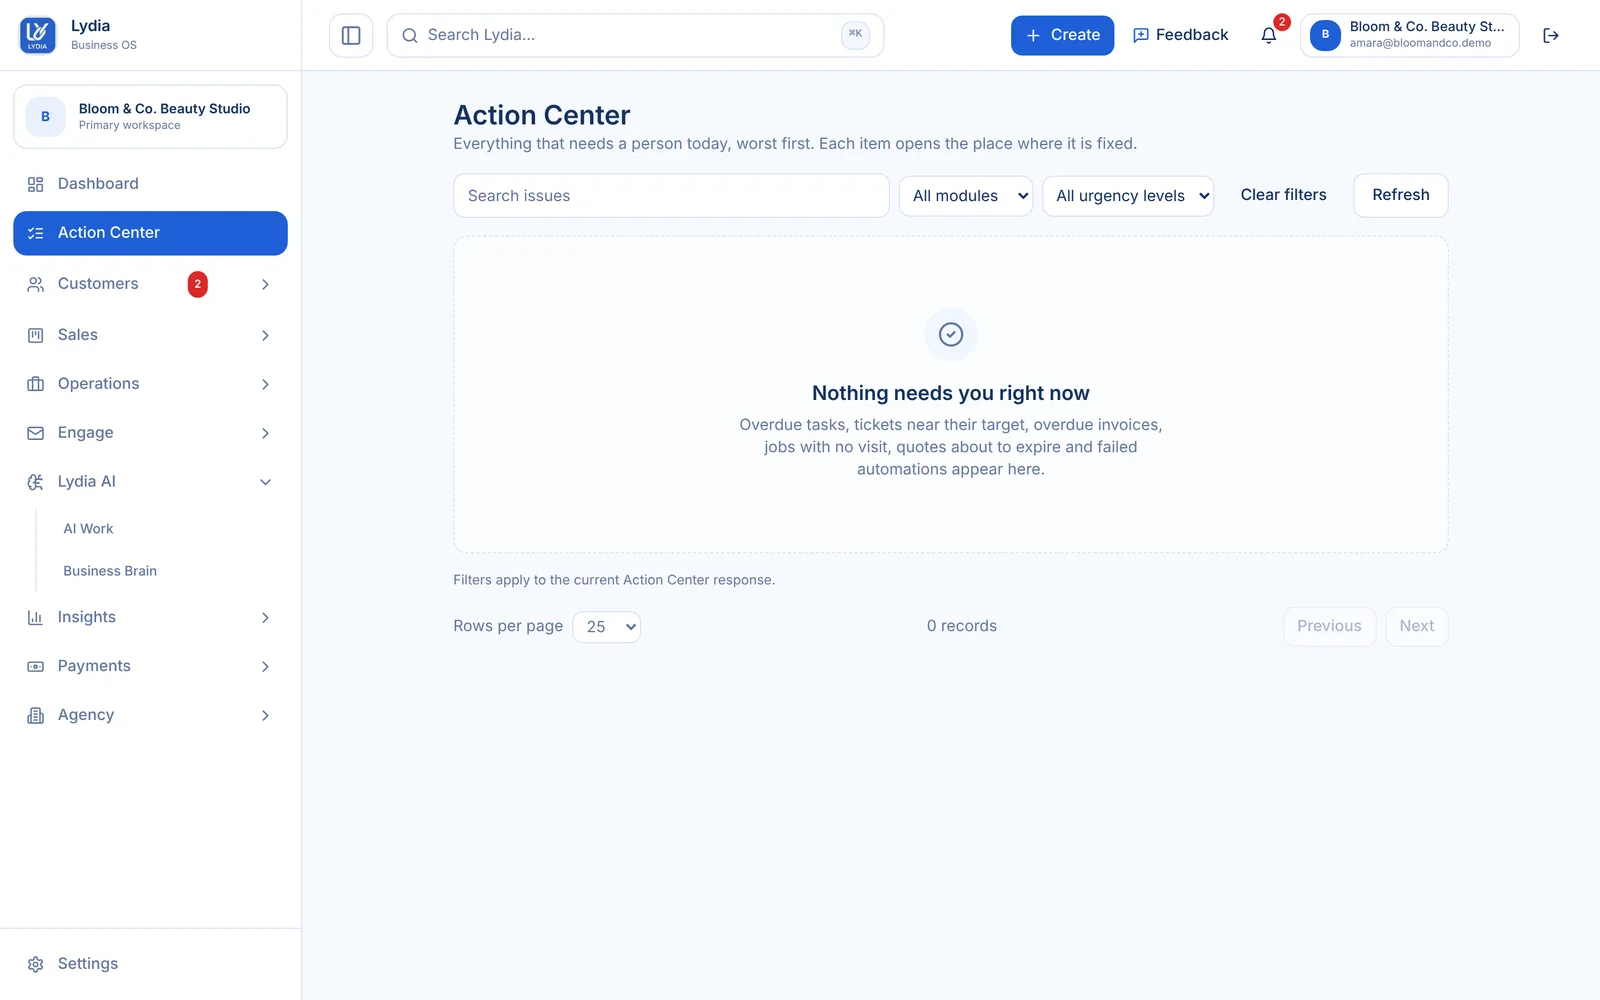 LYDIA
Lydia
Business OS
Search Lydia...
⌘K
Create
Feedback
2
B
Bloom & Co. Beauty St...
amara@bloomandco.demo
B
Bloom & Co. Beauty Studio
Primary workspace
Dashboard
Action Center
Customers
2
Sales
Operations
Engage
Lydia AI
AI Work
Business Brain
Insights
Payments
Agency
Settings
Action Center
Everything that needs a person today, worst first. Each item opens the place where it is fixed.
Search issues
All modules
All urgency levels
Clear filters
Refresh
Nothing needs you right now
Overdue tasks, tickets near their target, overdue invoices,
jobs with no visit, quotes about to expire and failed
automations appear here.
Filters apply to the current Action Center response.
Rows per page
25
0 records
Previous
Next